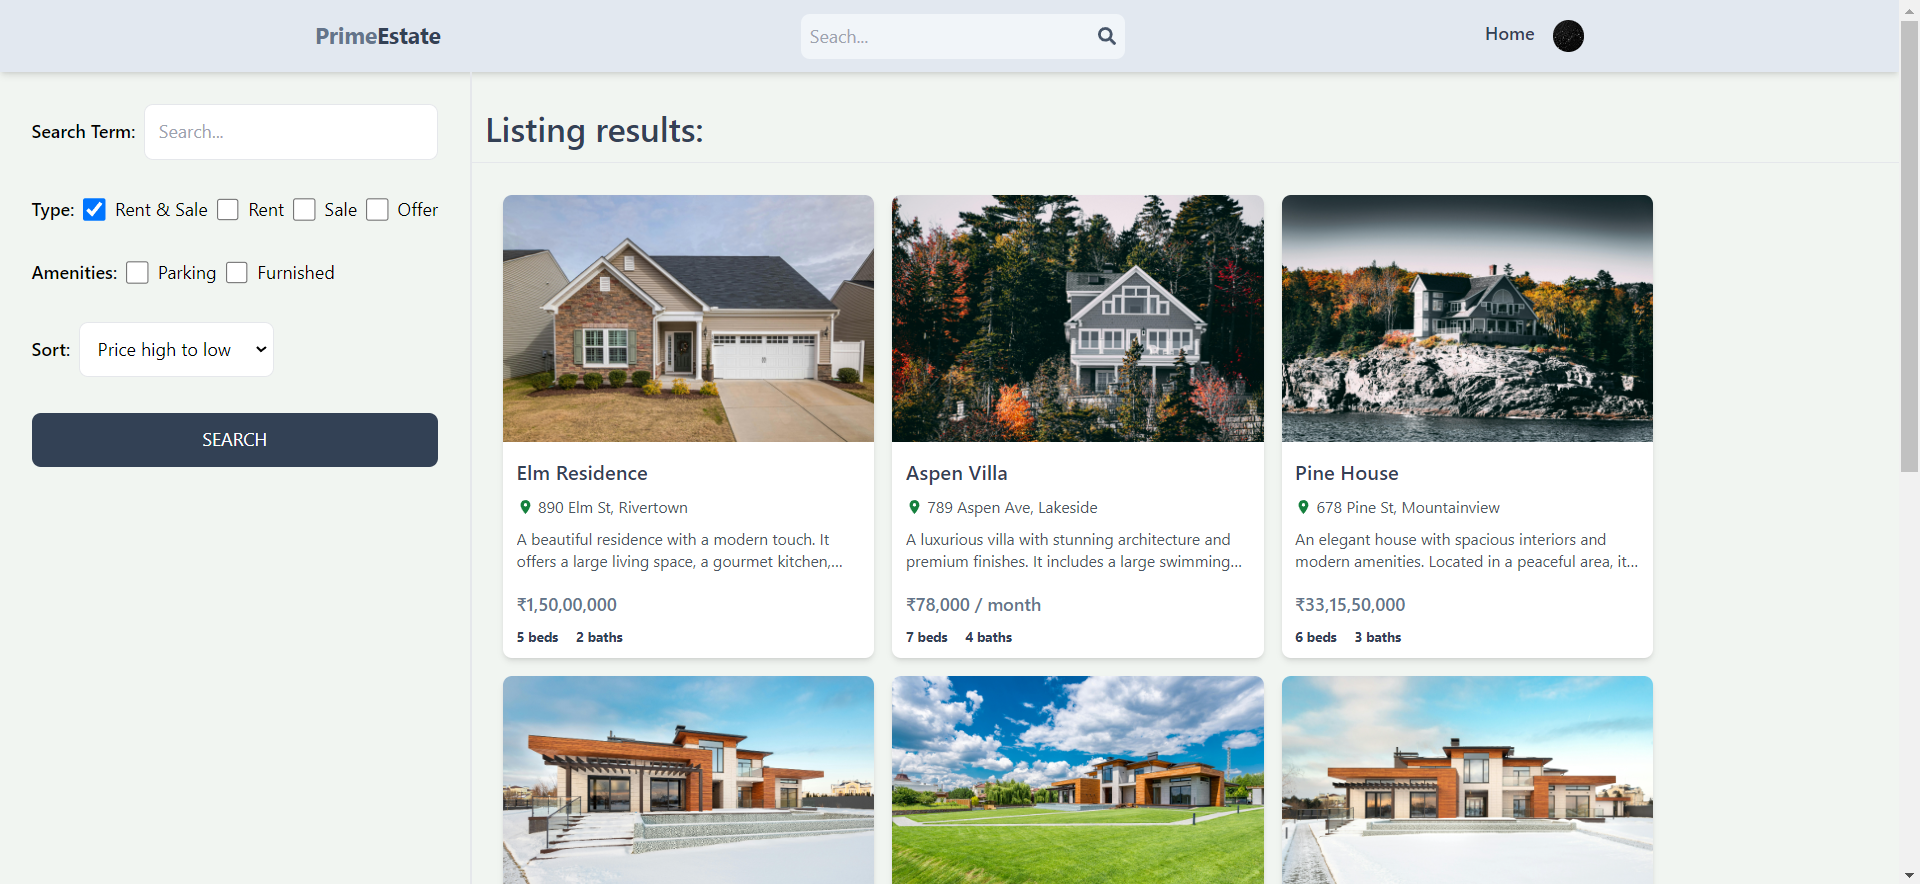 PrimeEstate
Seach...
Home
Search Term:
Search...
Type:
Rent & Sale
Rent
Sale
Offer
Amenities:
Parking
Furnished
Sort:
Price high to low
SEARCH
Listing results:
Elm Residence
890 Elm St, Rivertown
A beautiful residence with a modern touch. It
offers a large living space, a gourmet kitchen,...
₹1,50,00,000
5 beds
2 baths
Aspen Villa
789 Aspen Ave, Lakeside
A luxurious villa with stunning architecture and
premium finishes. It includes a large swimming...
₹78,000 / month
7 beds
4 baths
Pine House
678 Pine St, Mountainview
An elegant house with spacious interiors and
modern amenities. Located in a peaceful area, it...
₹33,15,50,000
6 beds
3 baths